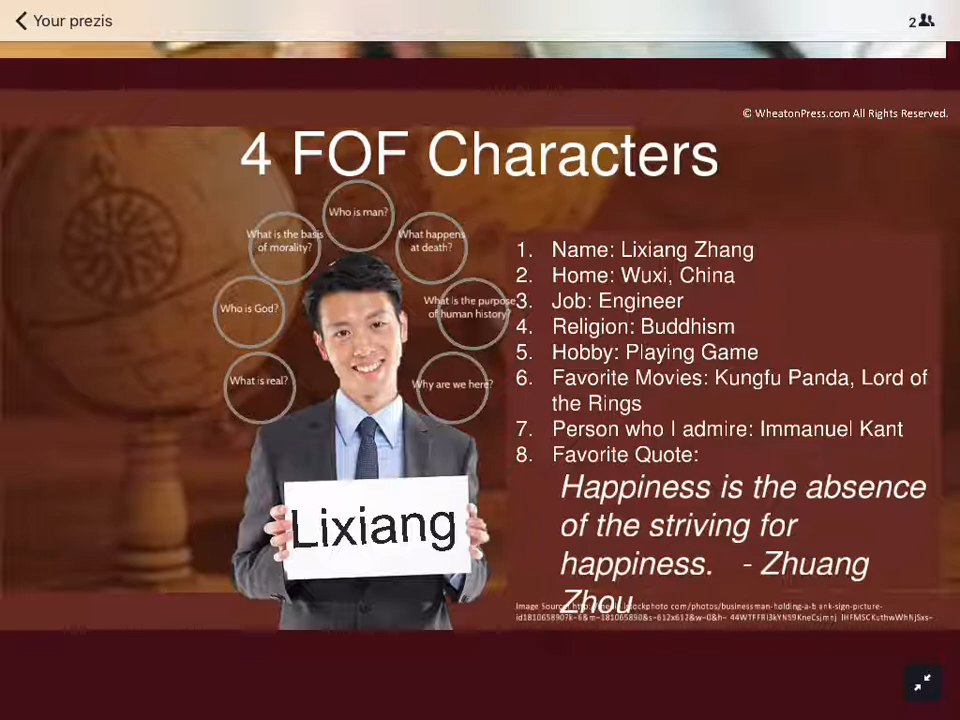 Your prezis
2
© WheatonPress.com All Rights Reserved.
4 FOF Characters
Who is man?
What is the basis
of morality?
What happens
at death?
Who is God?
What is the purpose
of human history?
What is real?
Why are we here?
Lixiang
1. Name: Lixiang Zhang
2. Home: Wuxi, China
3. Job: Engineer
4. Religion: Buddhism
5. Hobby: Playing Game
6. Favorite Movies: Kungfu Panda, Lord of
the Rings
7. Person who I admire: Immanuel Kant
8. Favorite Quote:
Happiness is the absence
of the striving for
happiness. - Zhuang
Zhou
Image Source: